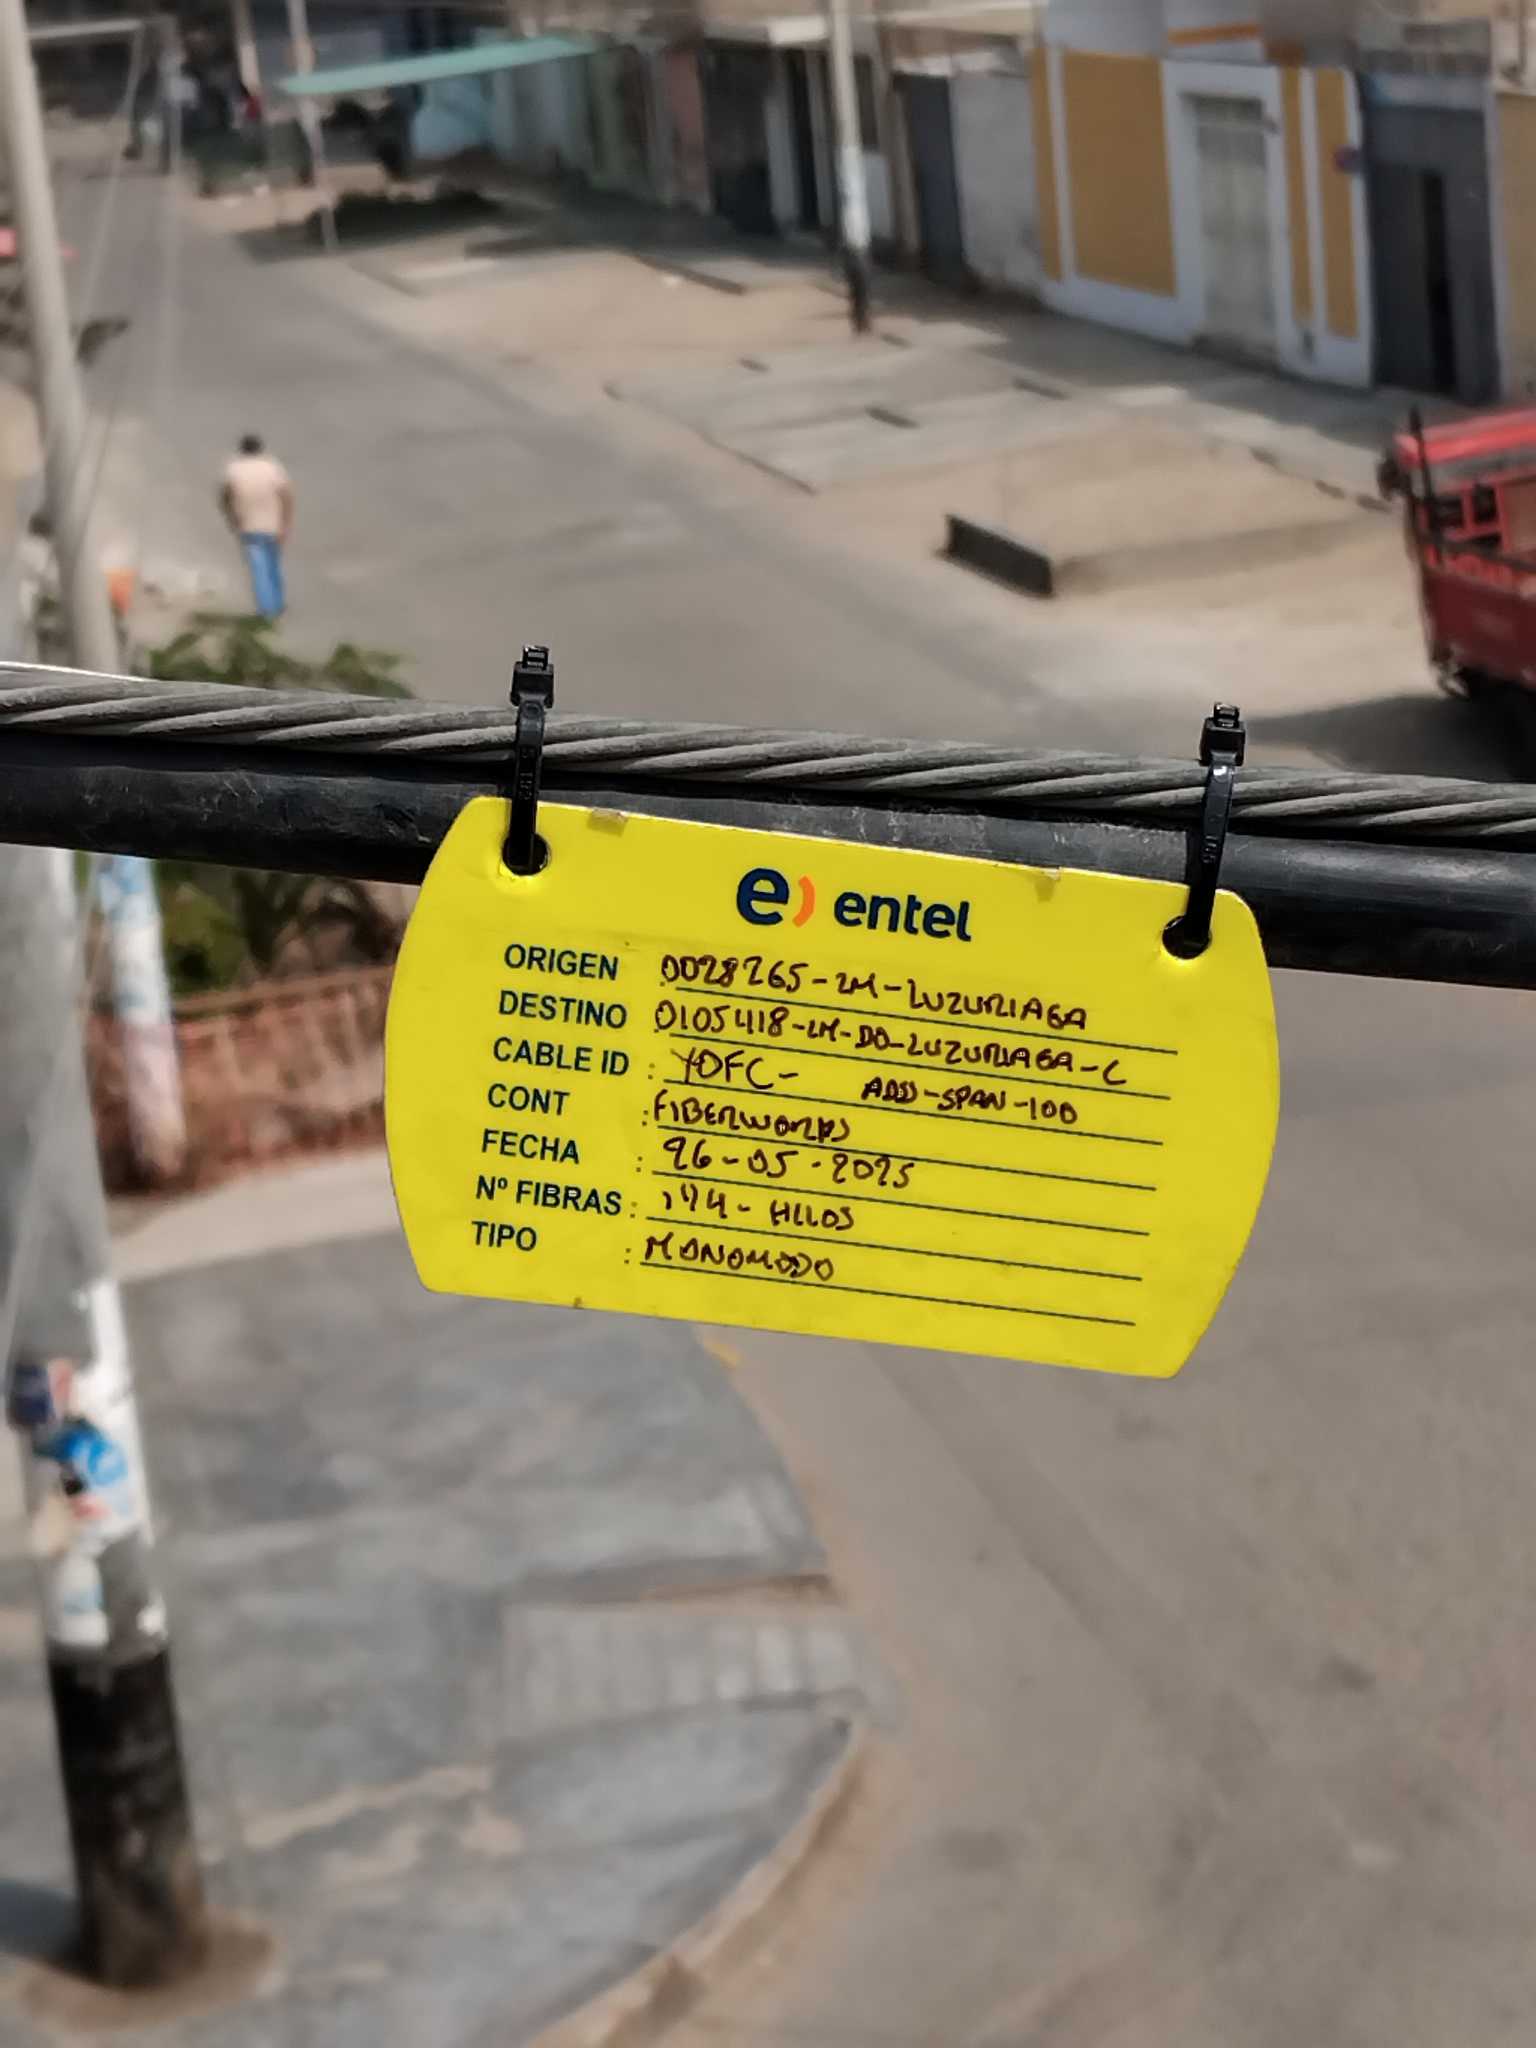 e) entel
ORIGEN : 0028265-LM-LUZURIAGA
DESTINO : 0105418-LM-DD-LUZURIAGA-C
CABLE ID : YOFC- ADSS-SPAN-100
CONT : FIBERWORKS
FECHA : 26-05-2025
Nº FIBRAS : 144-HILOS
TIPO : MONOMODO